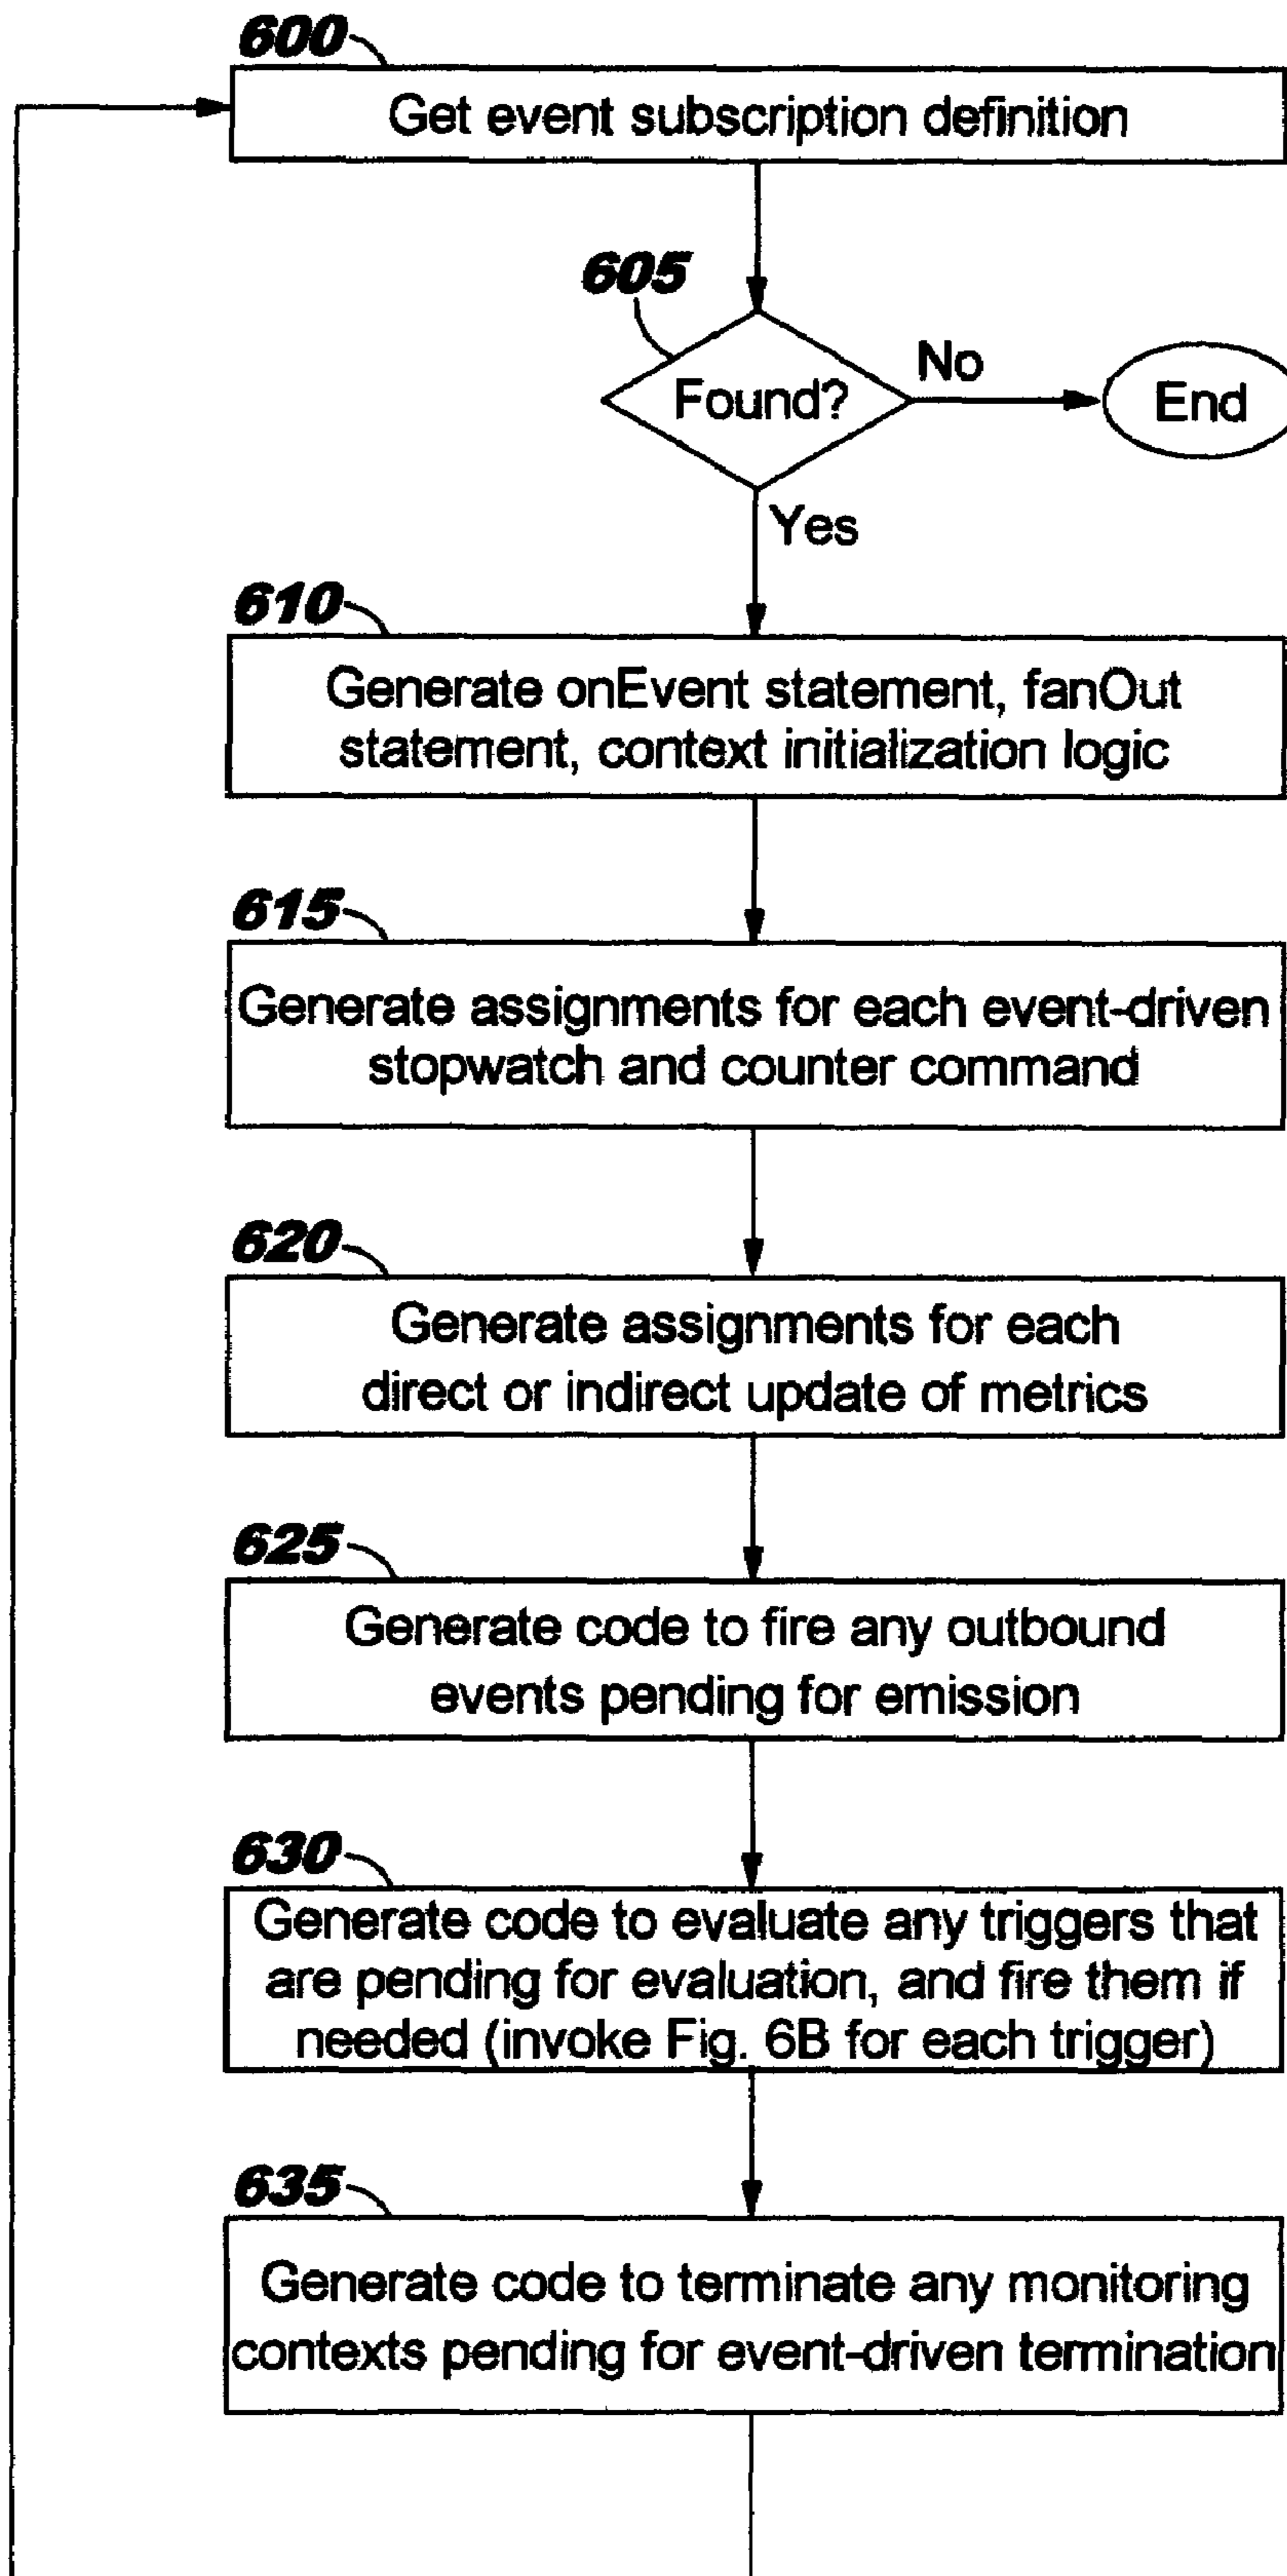 600
Get event subscription definition
605
Found?
No
End
Yes
610
Generate onEvent statement, fanOut
statement, context initialization logic
615
Generate assignments for each event-driven
stopwatch and counter command
620
Generate assignments for each
direct or indirect update of metrics
625
Generate code to fire any outbound
events pending for emission
630
Generate code to evaluate any triggers that
are pending for evaluation, and fire them if
needed (invoke Fig. 6B for each trigger)
635
Generate code to terminate any monitoring
contexts pending for event-driven termination